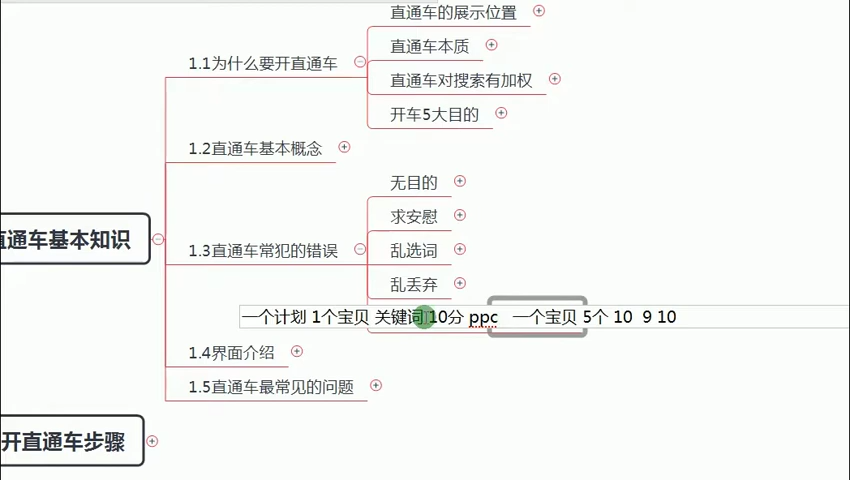 直通车的展示位置
1.1为什么要开直通车
直通车本质
直通车对搜索有加权
开车5大目的
1.2直通车基本概念
无目的
求安慰
直通车基本知识
1.3直通车常犯的错误
乱选词
乱丢弃
一个计划 1个宝贝 关键词 10分 ppc 一个宝贝 5个 10 9 10
1.4界面介绍
1.5直通车最常见的问题
开直通车步骤